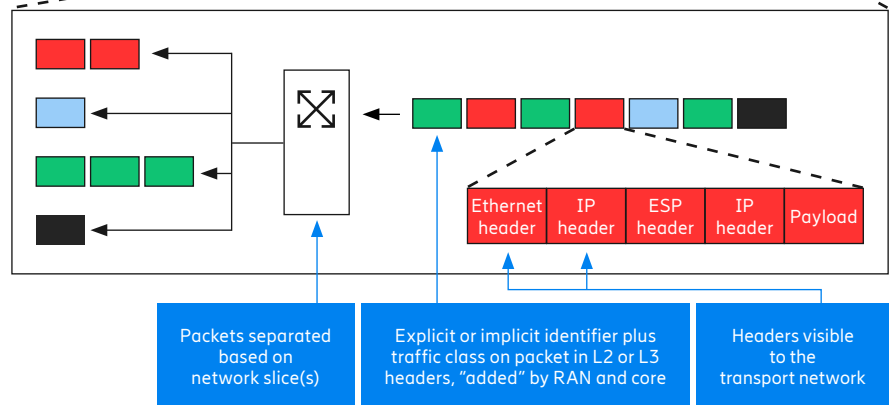 Ethernet
header
IP
header
ESP
header
IP
header
Payload
Packets separated
based on
network slice(s)
Explicit or implicit identifier plus
traffic class on packet in L2 or L3
headers, “added” by RAN and core
Headers visible
to the
transport network